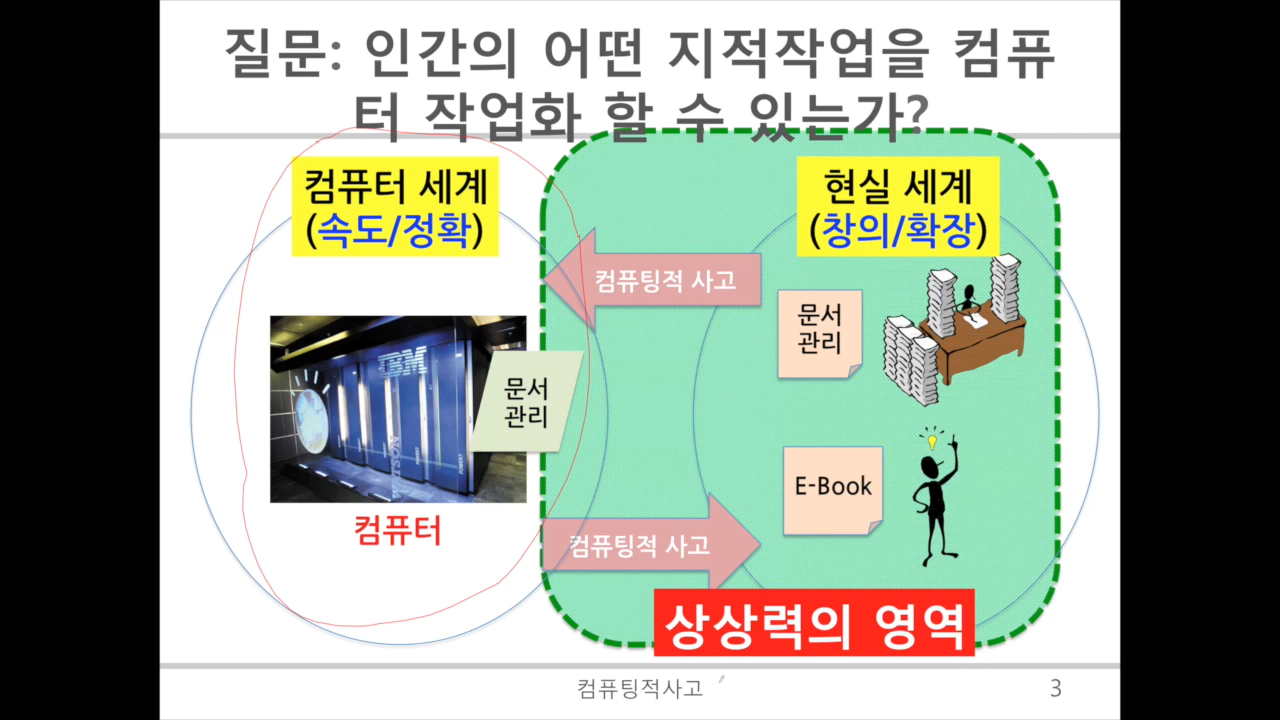 질문: 인간의 어떤 지적작업을 컴퓨
터 작업화 할 수 있는가?
컴퓨터 세계
(속도/정확)
현실 세계
(창의/확장)
컴퓨팅적 사고
문서
관리
IBM
문서
관리
WATSON
E-Book
컴퓨터
컴퓨팅적 사고
상상력의 영역
컴퓨팅적사고
3